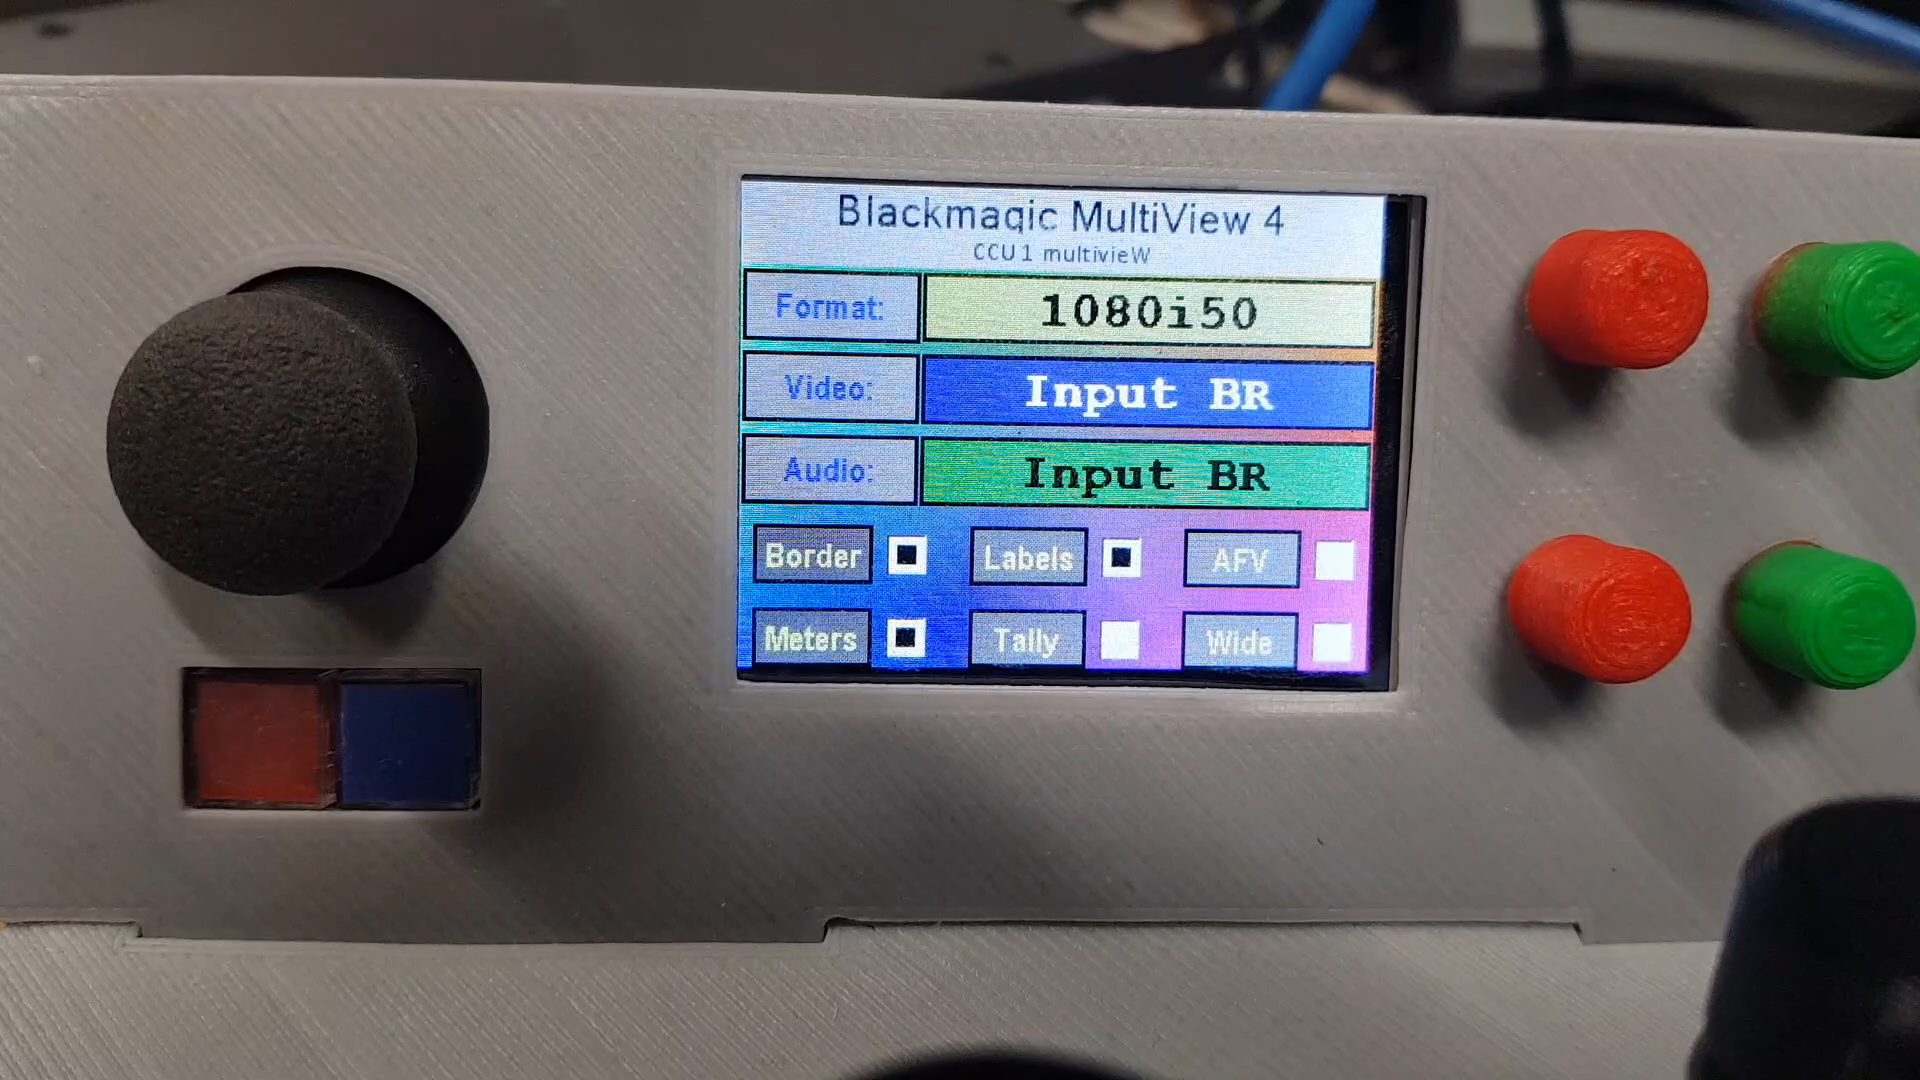 Blackmagic MultiView 4
CCU 1 multivieW
Format: 1080i50
Video: Input BR
Audio: Input BR
Border Labels AFV
Meters Tally Wide